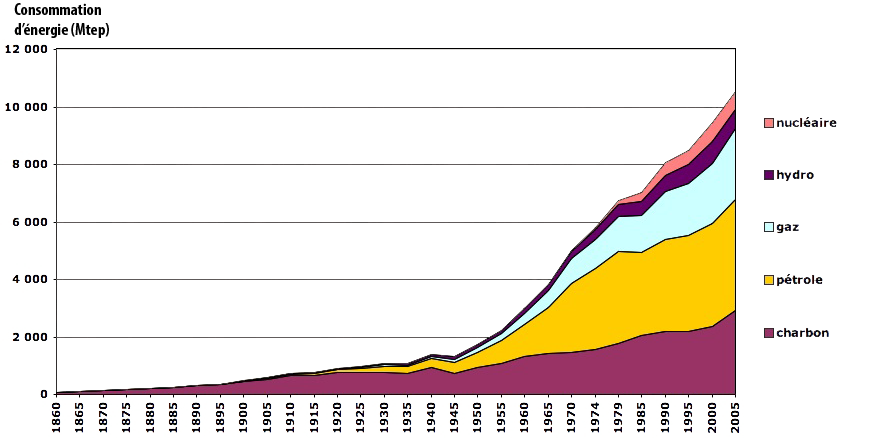 Consommation
d'énergie (Mtep)
12 000
10 000
8 000
6 000
4 000
2 000
0
nucléaire
hydro
gaz
pétrole
charbon
1860 1865 1870 1875 1880 1885 1890 1895 1900 1905 1910 1915 1920 1925 1930 1935 1940 1945 1950 1955 1960 1965 1970 1974 1979 1985 1990 1995 2000 2005